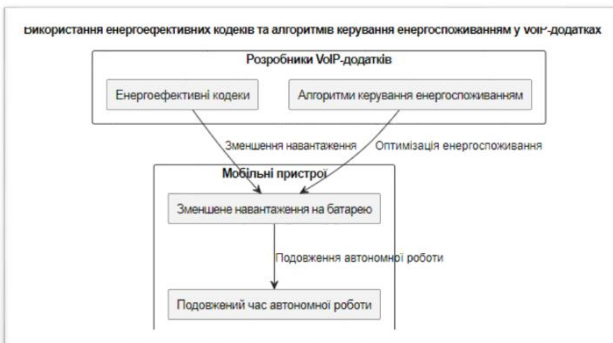 Використання енергоефективних кодеків та алгоритмів керування енергоспоживанням у VoIP-додатках
Розробники VoIP-додатків
Енергоефективні кодеки
Алгоритми керування енергоспоживанням
Зменшення навантаження
Оптимізація енергоспоживання
Мобільні пристрої
Зменшене навантаження на батарею
Подовження автономної роботи
Подовжений час автономної роботи